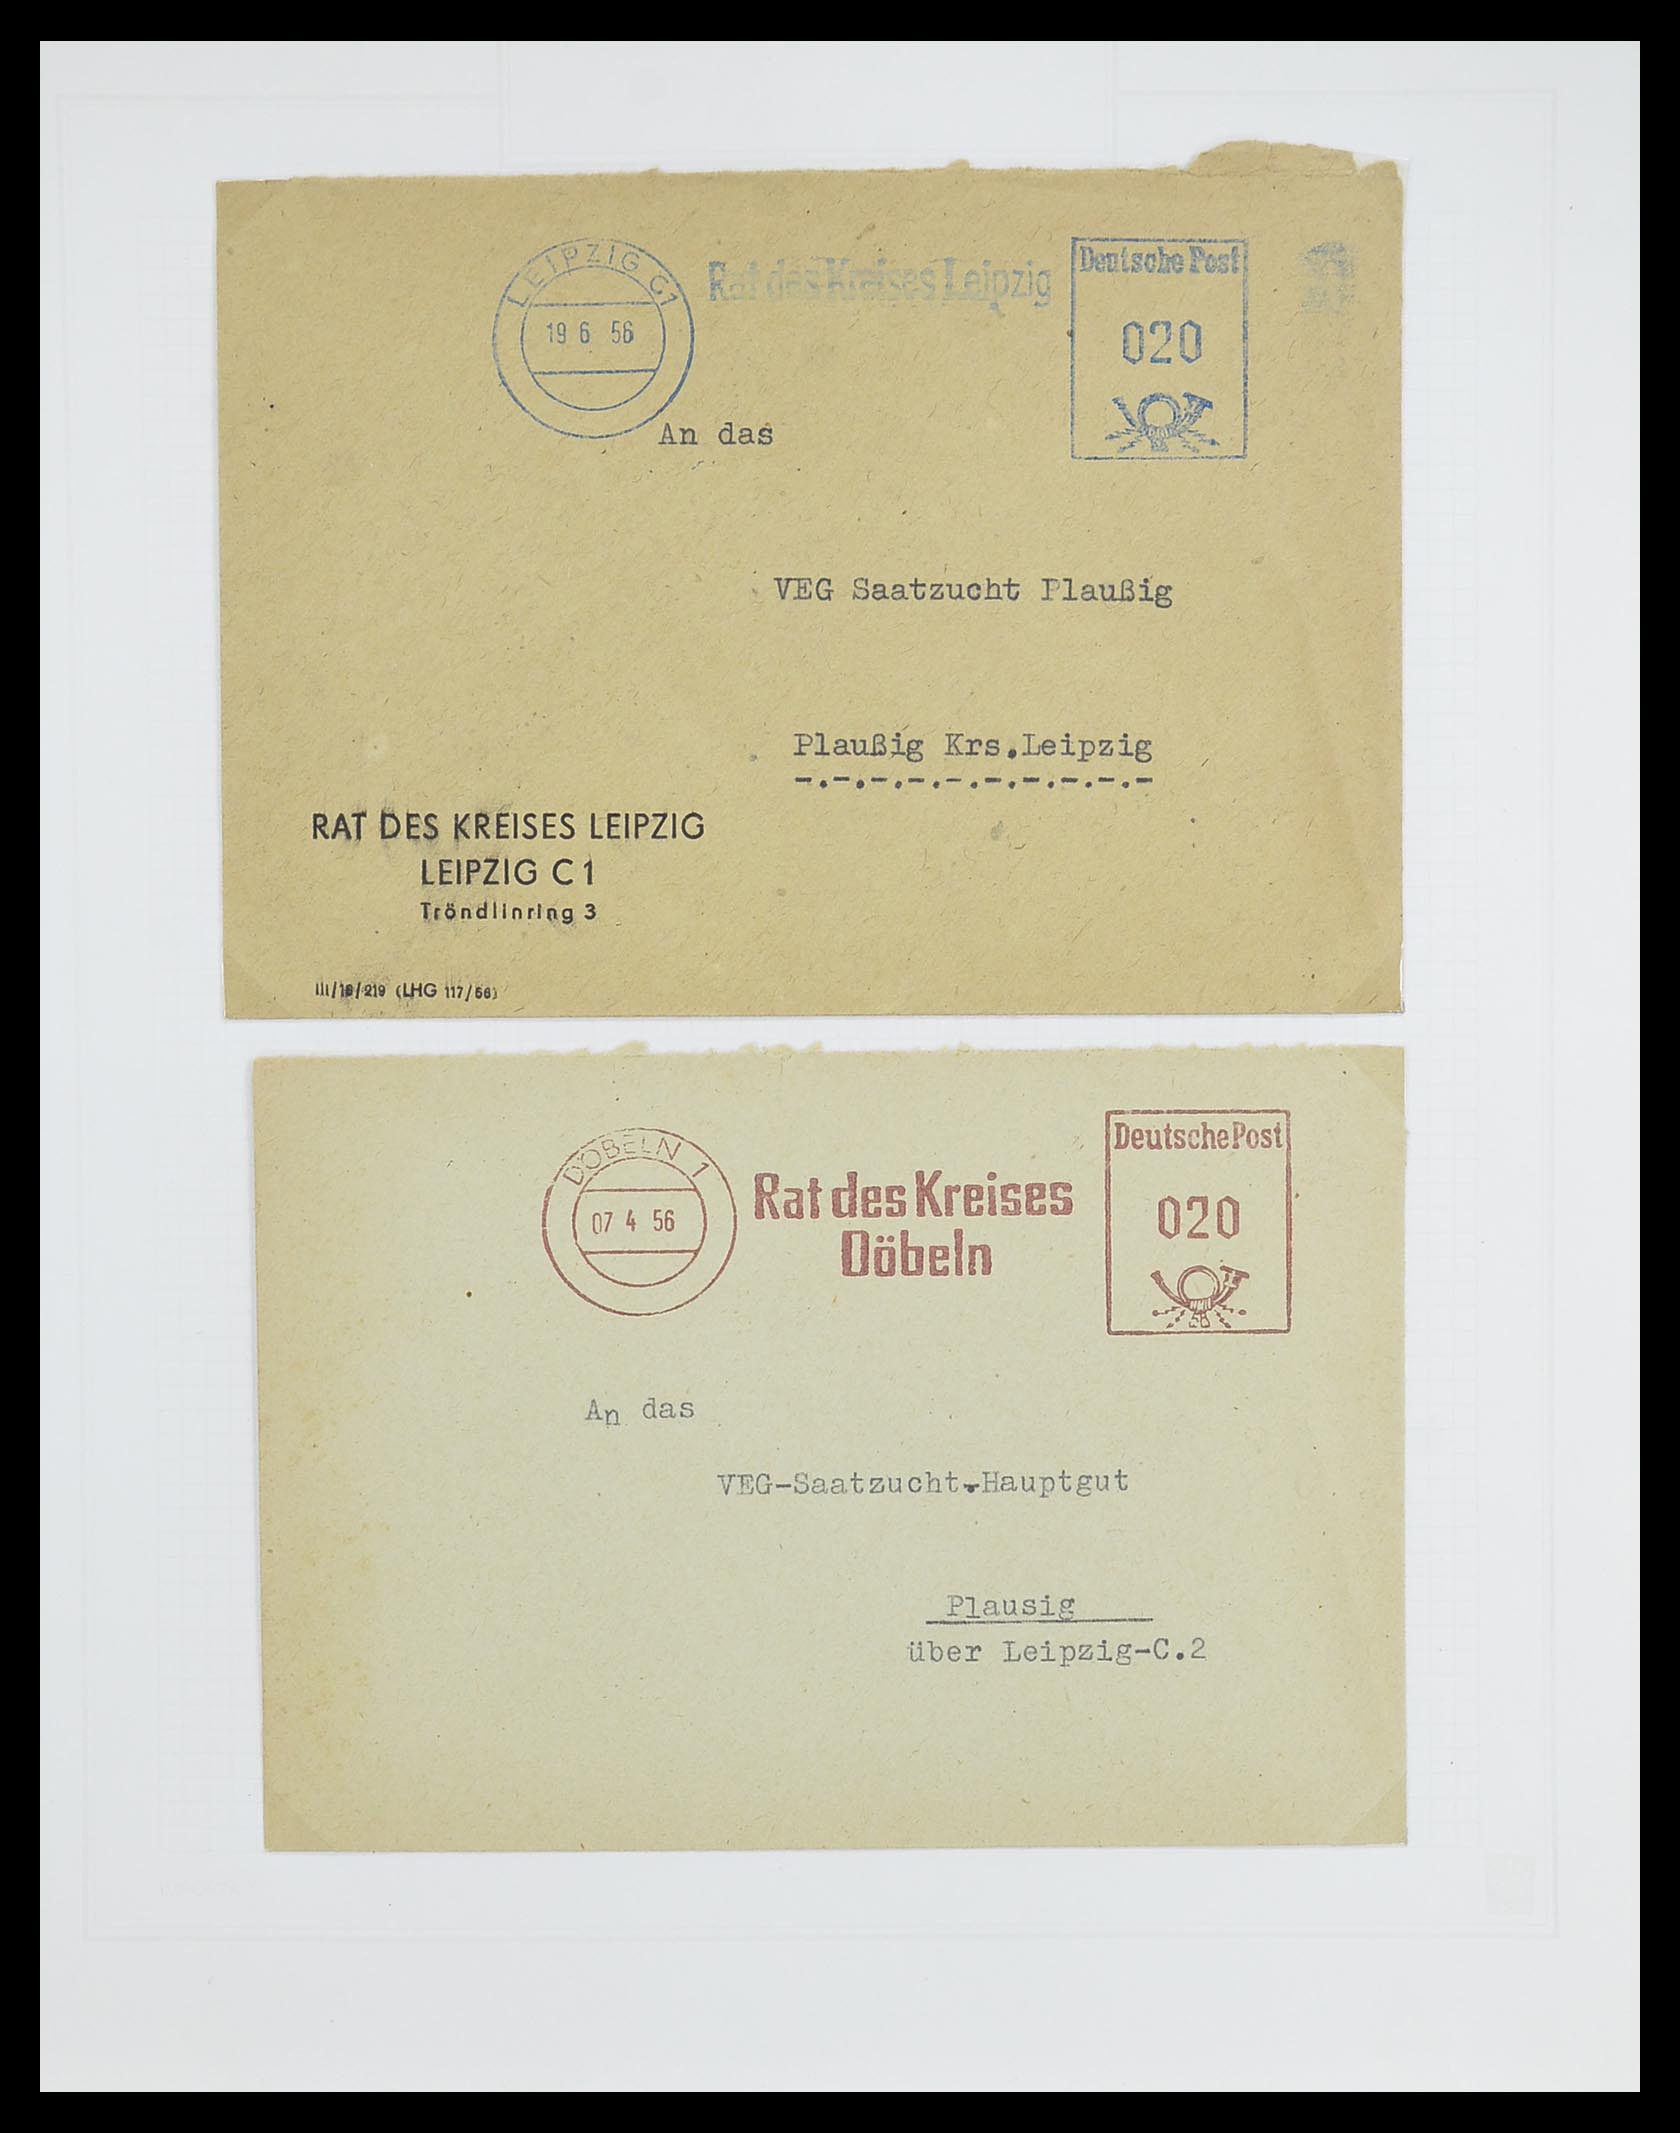 LEIPZIG C1
19 6 56
Rat des Kreises Leipzig
Deutsche Post
020
An das
VEG Saatzucht Plaußig
Plaußig Krs.Leipzig
-.-.-.-.-.-.-.-.-.-
RAT DES KREISES LEIPZIG
LEIPZIG C 1
Tröndlinring 3
III/18/219 (LHG 117/56)
DÖBELN 1
07 4 56
Rat des Kreises
Döbeln
Deutsche Post
020
An das
VEG-Saatzucht-Hauptgut
Plausig
über Leipzig-C.2